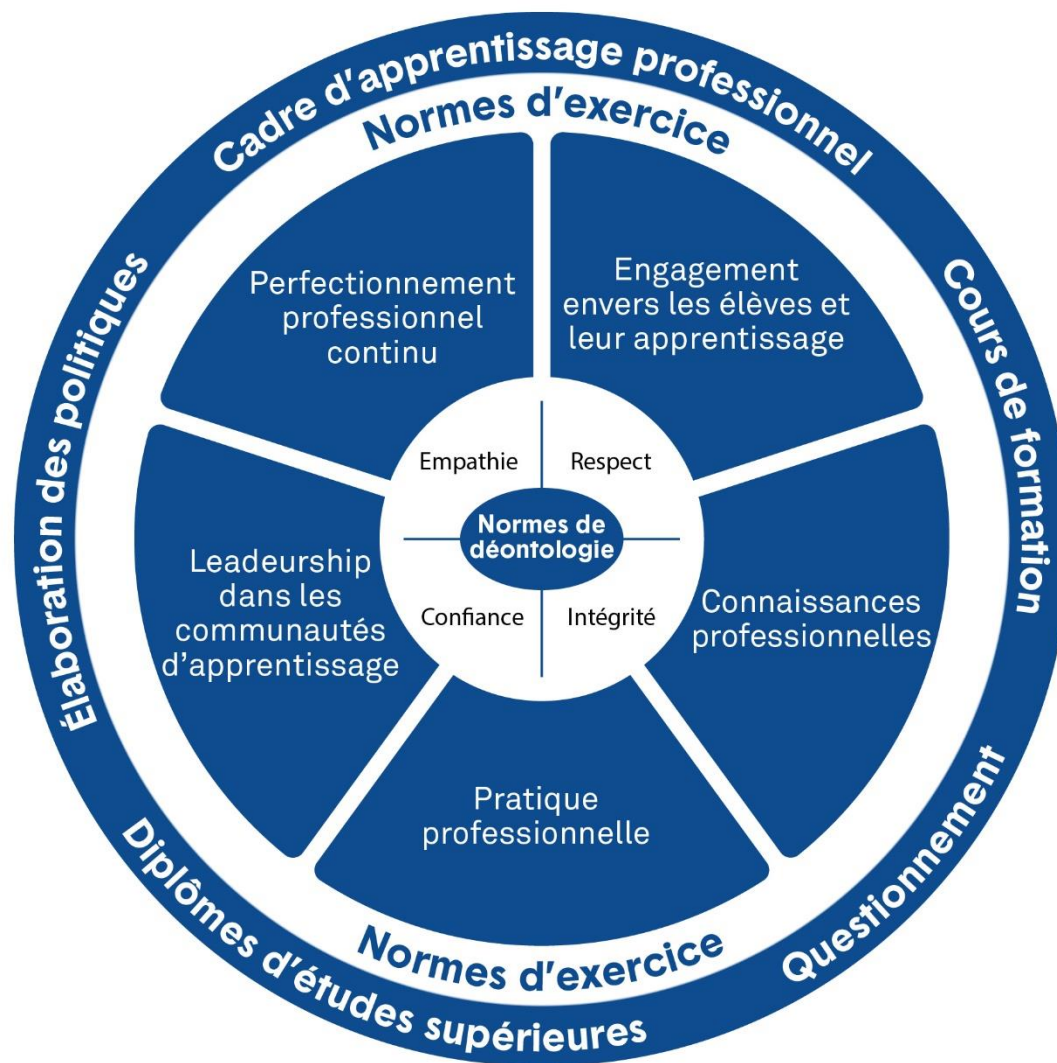 Cadre d'apprentissage professionnel
Cours de formation
Questionnement
Diplômes d'études supérieures
Élaboration des politiques
Normes d'exercice
Perfectionnement
professionnel
continu
Engagement
envers les élèves et
leur apprentissage
Connaissances
professionnelles
Pratique
professionnelle
Leadeurship
dans les
communautés
d'apprentissage
Empathie
Respect
Normes de
déontologie
Confiance
Intégrité
Normes d'exercice